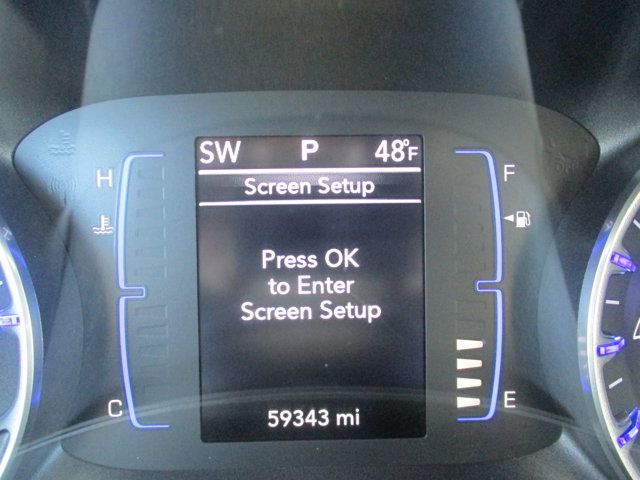 SW P 48°F
Screen Setup
H
F
Press OK
to Enter
Screen Setup
C
E
59343 mi